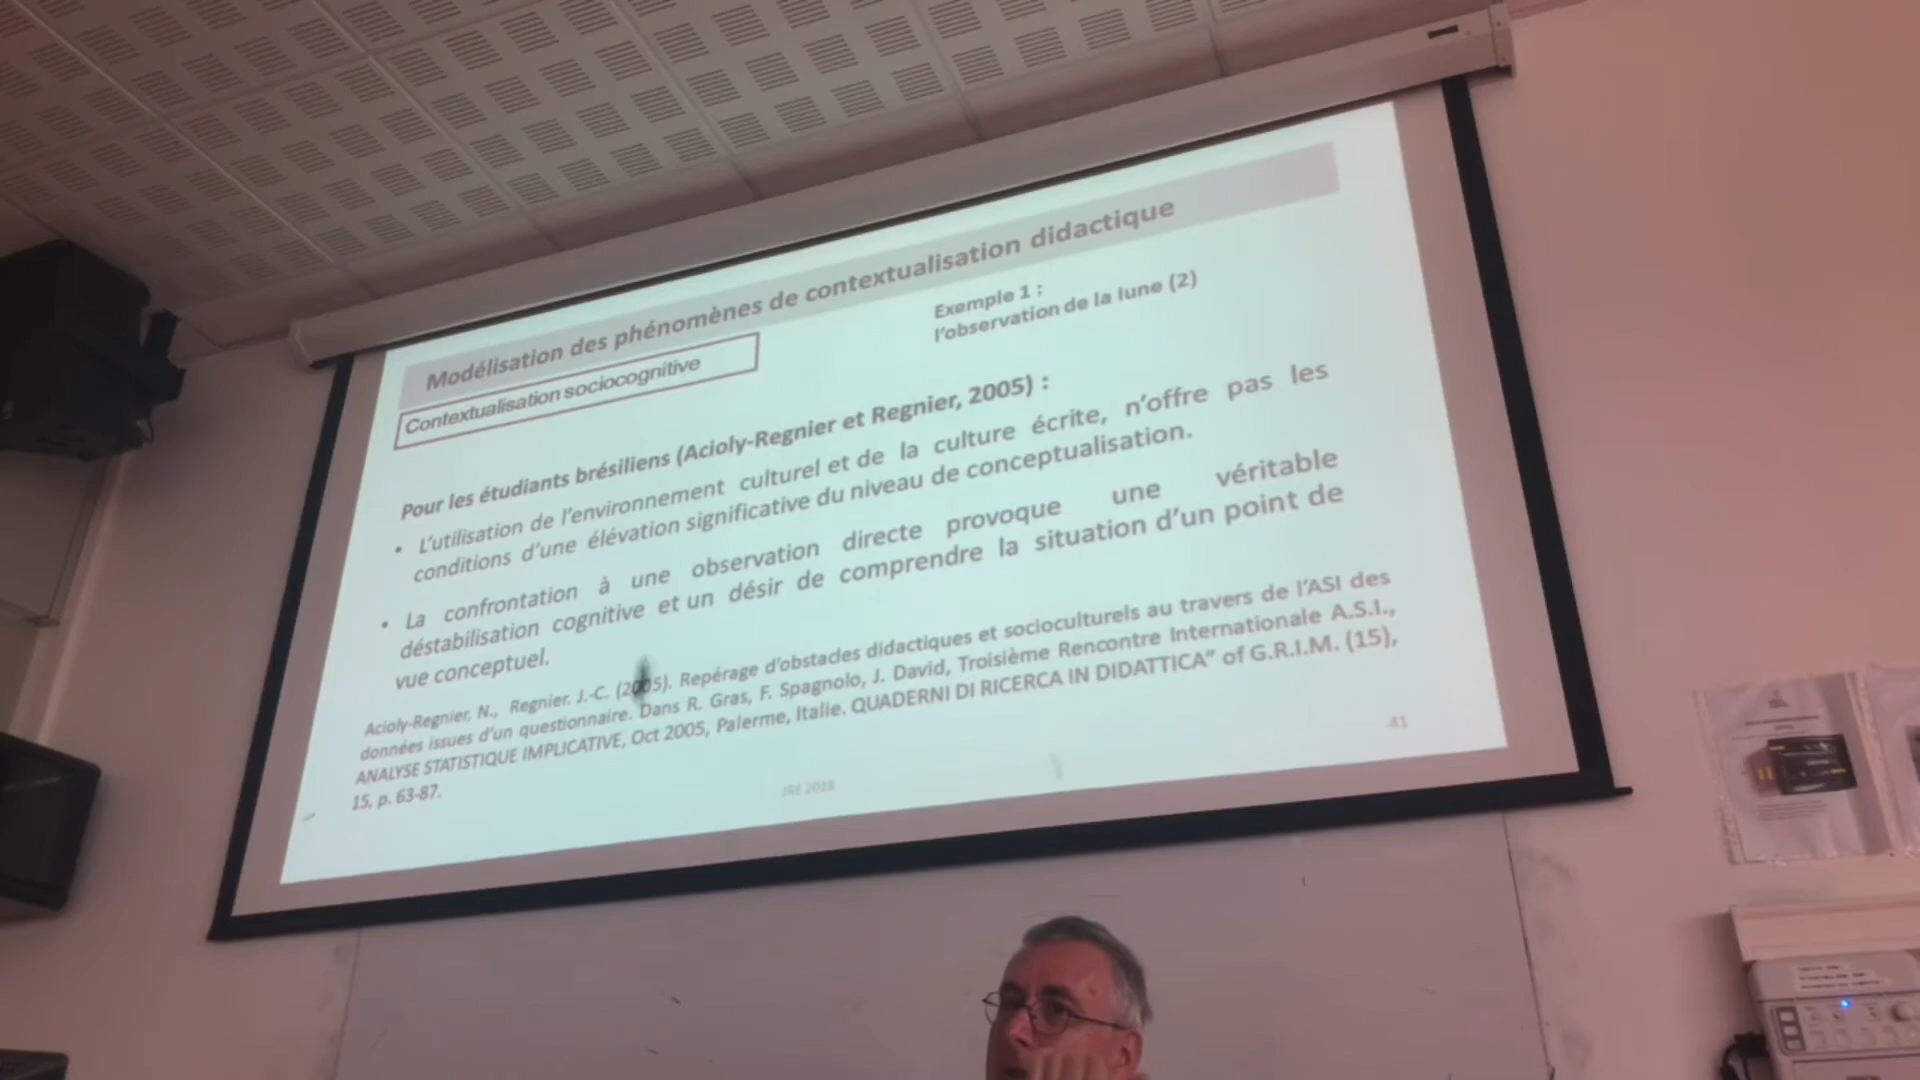 Modélisation des phénomènes de contextualisation didactique
Contextualisation sociocognitive
Exemple 1 :
l'observation de la lune (2)
Pour les étudiants brésiliens (Acioly-Regnier et Regnier, 2005) :
• L'utilisation de l'environnement culturel et de la culture écrite, n'offre pas les
conditions d'une élévation significative du niveau de conceptualisation.
• La confrontation à une observation directe provoque une véritable
déstabilisation cognitive et un désir de comprendre la situation d'un point de
vue conceptuel.
Acioly-Regnier, N., Regnier. J.-C. (2005). Repérage d'obstacles didactiques et socioculturels au travers de l'ASI des
données issues d'un questionnaire. Dans R. Gras, F. Spagnolo, J. David, Troisième Rencontre Internationale A.S.I.,
ANALYSE STATISTIQUE IMPLICATIVE, Oct 2005, Palerme, Italie. QUADERNI DI RICERCA IN DIDATTICA" of G.R.I.M. (15),
15, p. 63-87.
JRE 2018
41